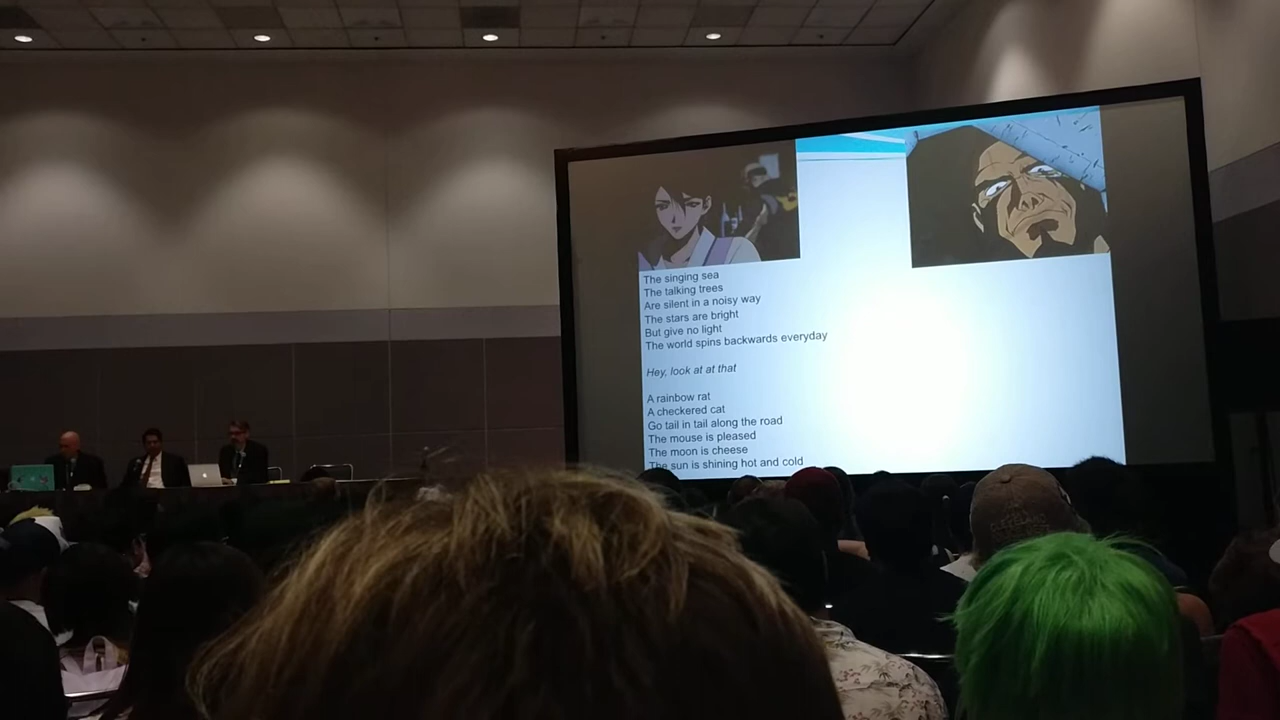 The singing sea
The talking trees
Are silent in a noisy way
The stars are bright
But give no light
The world spins backwards everyday
Hey, look at at that
A rainbow rat
A checkered cat
Go tail in tail along the road
The mouse is pleased
The moon is cheese
The sun is shining hot and cold
CLEVELAND